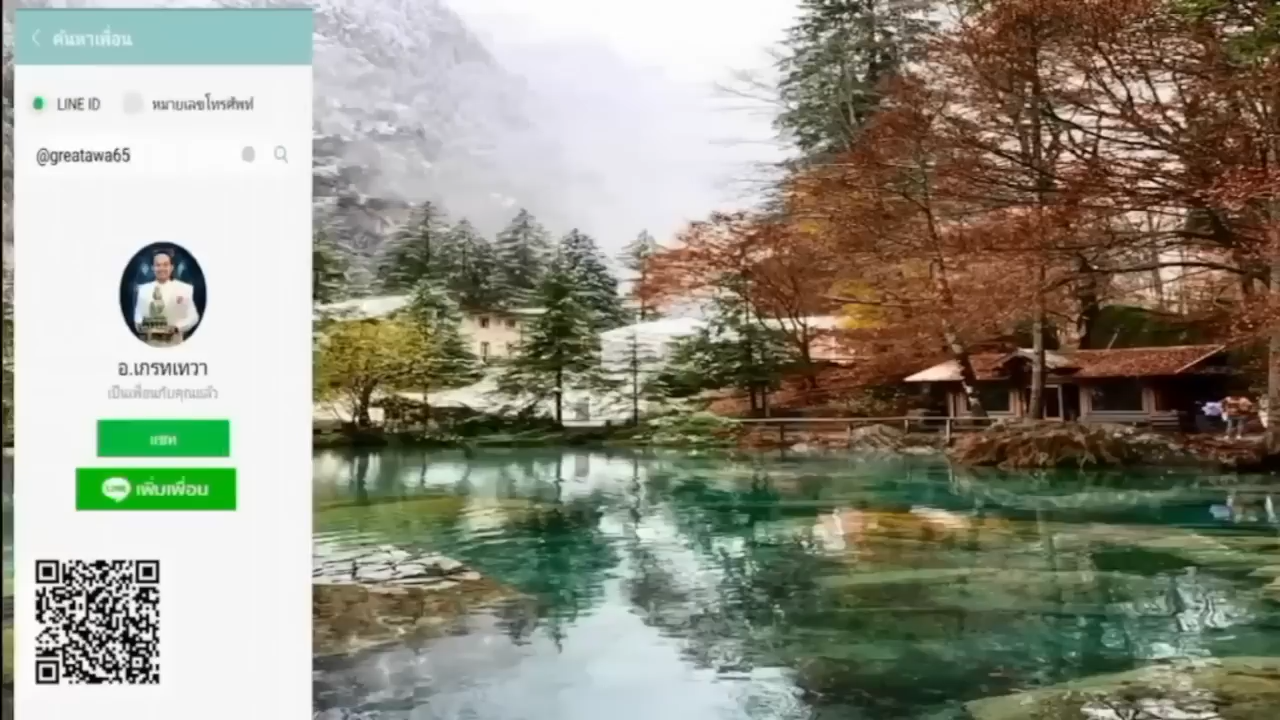 ค้นหาเพื่อน
LINE ID
หมายเลขโทรศัพท์
@greatawa65
อ.เกรทเทวา
เป็นเพื่อนกับคุณแล้ว
แชท
LINE เพิ่มเพื่อน